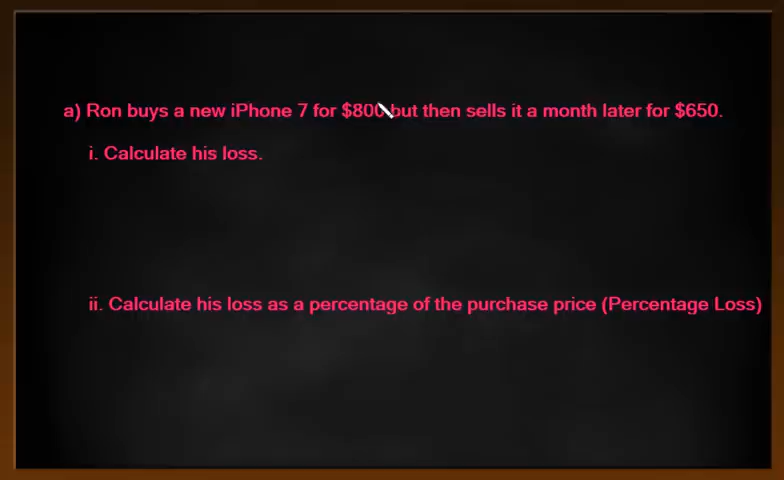 a) Ron buys a new iPhone 7 for $800 but then sells it a month later for $650.
i. Calculate his loss.
ii. Calculate his loss as a percentage of the purchase price (Percentage Loss)